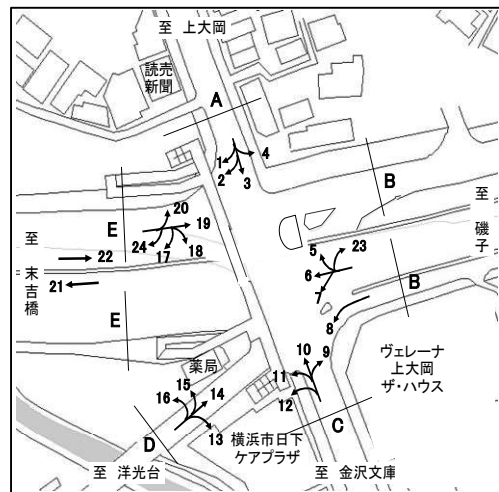 至 上大岡
読売
新聞
A
1
2
3
4
B
至
磯
子
E
20
19
24
17
18
至
末
吉
橋
22
21
E
5
23
6
7
8
B
ヴェレーナ
上大岡
ザ・ハウス
薬局
15
14
16
13
10
9
11
12
D
横浜市日下
ケアプラザ
C
至 洋光台
至 金沢文庫